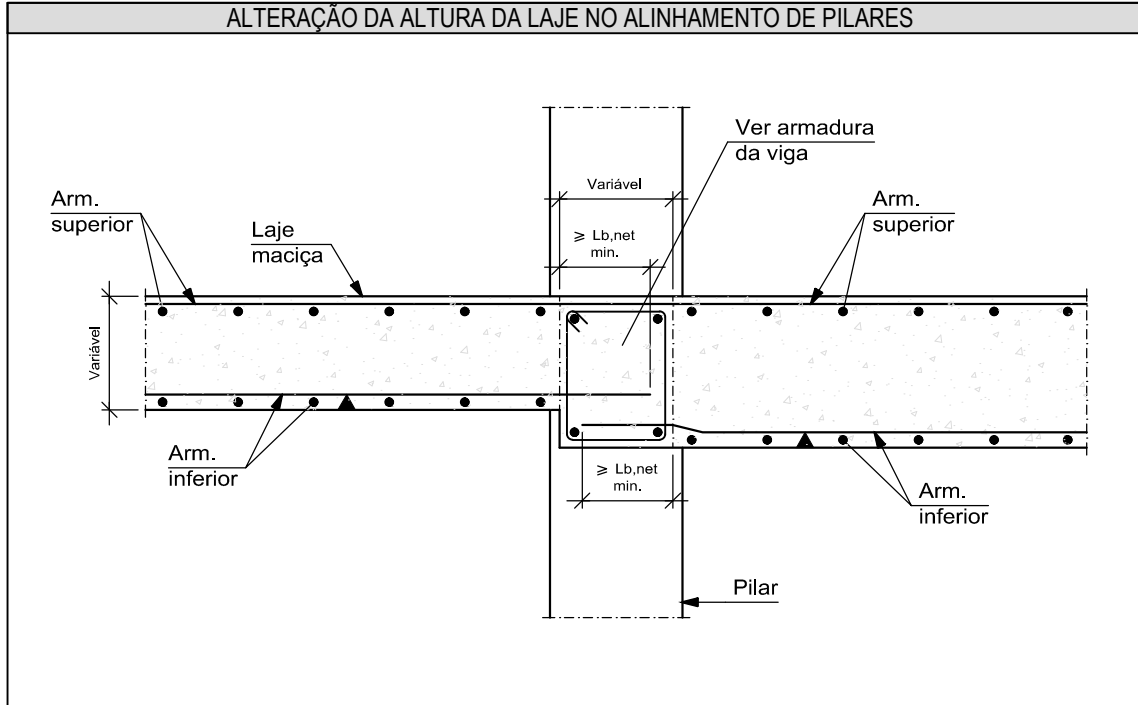 ALTERAÇÃO DA ALTURA DA LAJE NO ALINHAMENTO DE PILARES
Ver armadura
da viga
Variável
Arm.
superior
Laje
maciça
≥ Lb,net
min.
Arm.
superior
Variável
Arm.
inferior
≥ Lb,net
min.
Arm.
inferior
Pilar